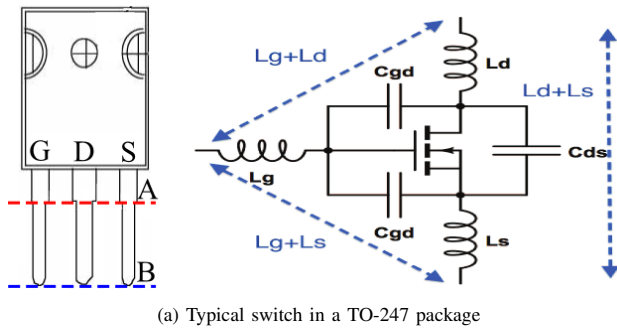 G D S
A
B
Lg+Ld
Cgd
Ld
Ld+Ls
Lg
Cds
Cgd
Lg+Ls
Ls
(a) Typical switch in a TO-247 package